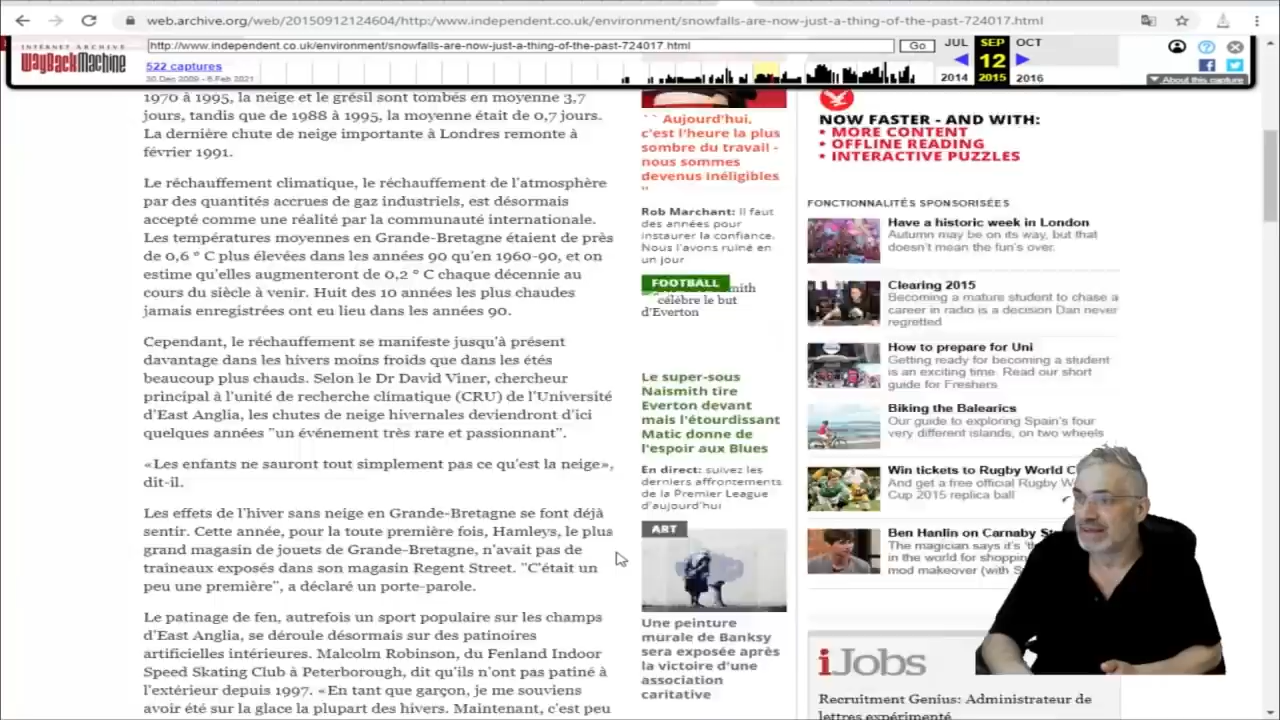 web.archive.org/web/20150912124604/http:/www.independent.co.uk/environment/snowfalls-are-now-just-a-thing-of-the-past-724017.html
INTERNET ARCHIVE
WayBackMachine
http://www.independent.co.uk/environment/snowfalls-are-now-just-a-thing-of-the-past-724017.html
Go
522 captures
30 Dec 2009 - 8 Feb 2021
JUL
SEP
OCT
12
2014
2015
2016
About this capture
1970 à 1995, la neige et le grésil sont tombés en moyenne 3,7
jours, tandis que de 1988 à 1995, la moyenne était de 0,7 jours.
La dernière chute de neige importante à Londres remonte à
février 1991.
Le réchauffement climatique, le réchauffement de l'atmosphère
par des quantités accrues de gaz industriels, est désormais
accepté comme une réalité par la communauté internationale.
Les températures moyennes en Grande-Bretagne étaient de près
de 0,6 ° C plus élevées dans les années 90 qu'en 1960-90, et on
estime qu'elles augmenteront de 0,2 ° C chaque décennie au
cours du siècle à venir. Huit des 10 années les plus chaudes
jamais enregistrées ont eu lieu dans les années 90.
Cependant, le réchauffement se manifeste jusqu'à présent
davantage dans les hivers moins froids que dans les étés
beaucoup plus chauds. Selon le Dr David Viner, chercheur
principal à l'unité de recherche climatique (CRU) de l'Université
d'East Anglia, les chutes de neige hivernales deviendront d'ici
quelques années "un événement très rare et passionnant".
«Les enfants ne sauront tout simplement pas ce qu'est la neige»,
dit-il.
Les effets de l'hiver sans neige en Grande-Bretagne se font déjà
sentir. Cette année, pour la toute première fois, Hamleys, le plus
grand magasin de jouets de Grande-Bretagne, n'avait pas de
traîneaux exposés dans son magasin Regent Street. "C'était un
peu une première", a déclaré un porte-parole.
Le patinage de fen, autrefois un sport populaire sur les champs
d'East Anglia, se déroule désormais sur des patinoires
artificielles intérieures. Malcolm Robinson, du Fenland Indoor
Speed Skating Club à Peterborough, dit qu'ils n'ont pas patiné à
l'extérieur depuis 1997. «En tant que garçon, je me souviens
avoir été sur la glace la plupart des hivers. Maintenant, c'est peu
`` Aujourd'hui,
c'est l'heure la plus
sombre du travail -
nous sommes
devenus inéligibles
''
Rob Marchant: Il faut
des années pour
instaurer la confiance.
Nous l'avons ruiné en
un jour
FOOTBALL
smith
célèbre le but
d'Everton
Le super-sous
Naismith tire
Everton devant
mais l'étourdissant
Matic donne de
l'espoir aux Blues
En direct: suivez les
derniers affrontements
de la Premier League
d'aujourd'hui
ART
Une peinture
murale de Banksy
sera exposée après
la victoire d'une
association
caritative
NOW FASTER - AND WITH:
• MORE CONTENT
• OFFLINE READING
• INTERACTIVE PUZZLES
FONCTIONNALITÉS SPONSORISÉES
Have a historic week in London
Autumn may be on its way, but that
doesn't mean the fun's over.
Clearing 2015
Becoming a mature student to chase a
career in radio is a decision Dan never
regretted
How to prepare for Uni
Getting ready for becoming a student
is an exciting time. Read our short
guide for Freshers
Biking the Balearics
Our guide to exploring Spain's four
very different islands, on two wheels
Win tickets to Rugby World C
And get a free official Rugby W
Cup 2015 replica ball
Ben Hanlin on Carnaby St
The magician says it's 'th
in the world for shoppin
mod makeover (with S
iJobs
Recruitment Genius: Administrateur de
lettres expérimenté